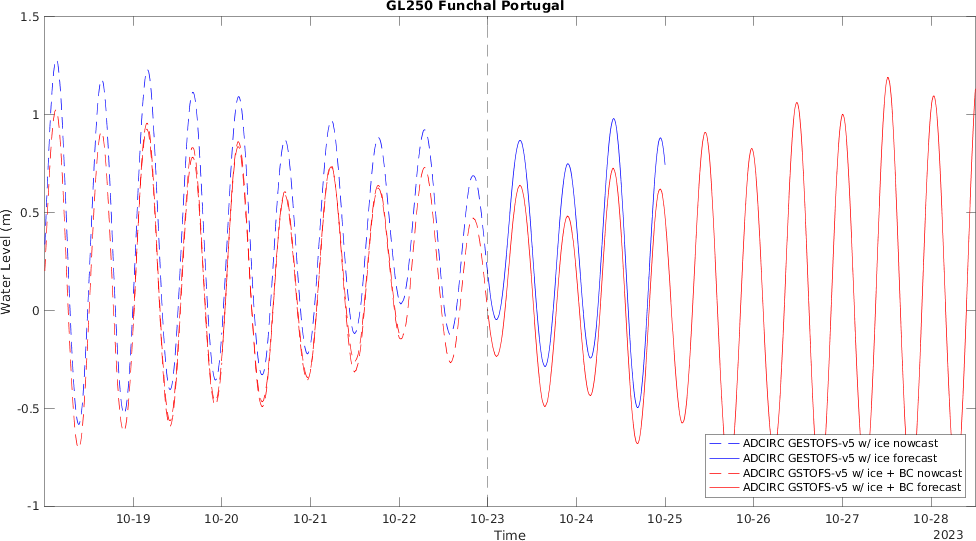 GL250 Funchal Portugal
1.5
1
0.5
0
-0.5
-1
Water Level (m)
10-19 10-20 10-21 10-22 10-23 10-24 10-25 10-26 10-27 10-28
Time
2023
ADCIRC GESTOFS-v5 w/ ice nowcast
ADCIRC GESTOFS-v5 w/ ice forecast
ADCIRC GSTOFS-v5 w/ ice + BC nowcast
ADCIRC GSTOFS-v5 w/ ice + BC forecast